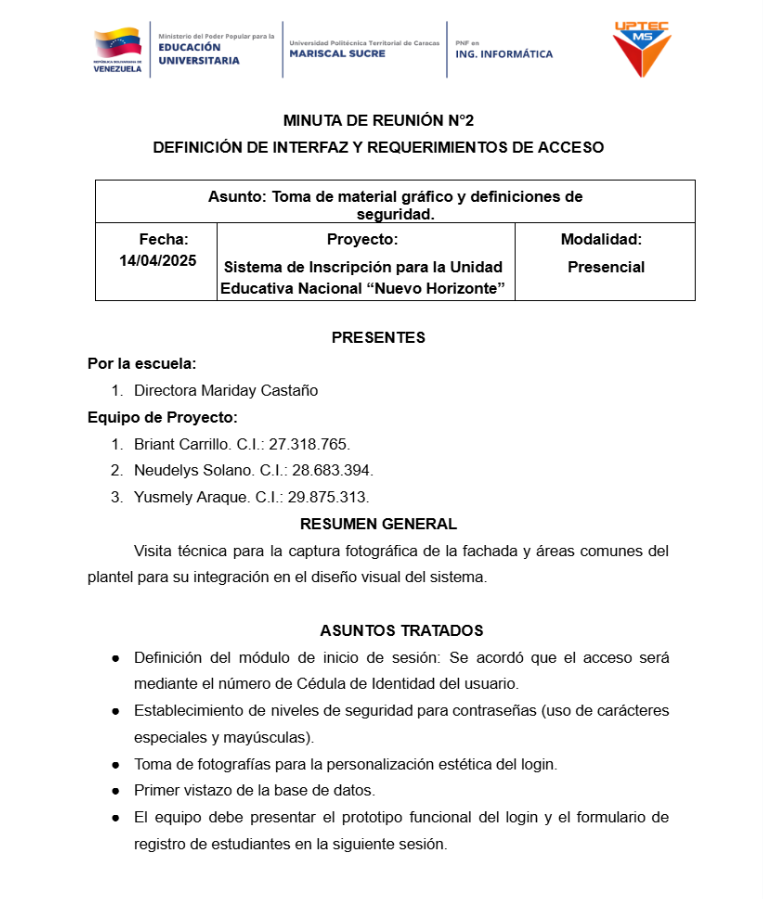 Ministerio del Poder Popular para la
EDUCACIÓN
UNIVERSITARIA
REPÚBLICA BOLIVARIANA DE
VENEZUELA
Universidad Politécnica Territorial de Caracas
MARISCAL SUCRE
PNF en
ING. INFORMÁTICA
UPTEC
MS
MINUTA DE REUNIÓN N°2
DEFINICIÓN DE INTERFAZ Y REQUERIMIENTOS DE ACCESO
Asunto: Toma de material gráfico y definiciones de
seguridad.
Fecha:
14/04/2025
Proyecto:
Sistema de Inscripción para la Unidad
Educativa Nacional “Nuevo Horizonte”
Modalidad:
Presencial
PRESENTES
Por la escuela:
1. Directora Mariday Castaño
Equipo de Proyecto:
1. Briant Carrillo. C.I.: 27.318.765.
2. Neudelys Solano. C.I.: 28.683.394.
3. Yusmely Araque. C.I.: 29.875.313.
RESUMEN GENERAL
Visita técnica para la captura fotográfica de la fachada y áreas comunes del
plantel para su integración en el diseño visual del sistema.
ASUNTOS TRATADOS
● Definición del módulo de inicio de sesión: Se acordó que el acceso será
mediante el número de Cédula de Identidad del usuario.
● Establecimiento de niveles de seguridad para contraseñas (uso de carácteres
especiales y mayúsculas).
● Toma de fotografías para la personalización estética del login.
● Primer vistazo de la base de datos.
● El equipo debe presentar el prototipo funcional del login y el formulario de
registro de estudiantes en la siguiente sesión.